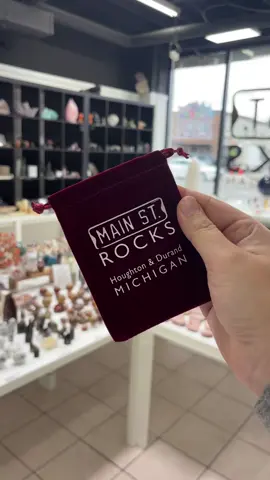 MAIN ST.
ROCKS
Houghton & Durand
MICHIGAN